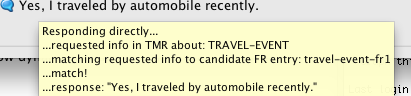 Yes, I traveled by automobile recently.
Responding directly...
...requested info in TMR about: TRAVEL-EVENT
...matching requested info to candidate FR entry: travel-event-fr1
...match!
...response: "Yes, I traveled by automobile recently."